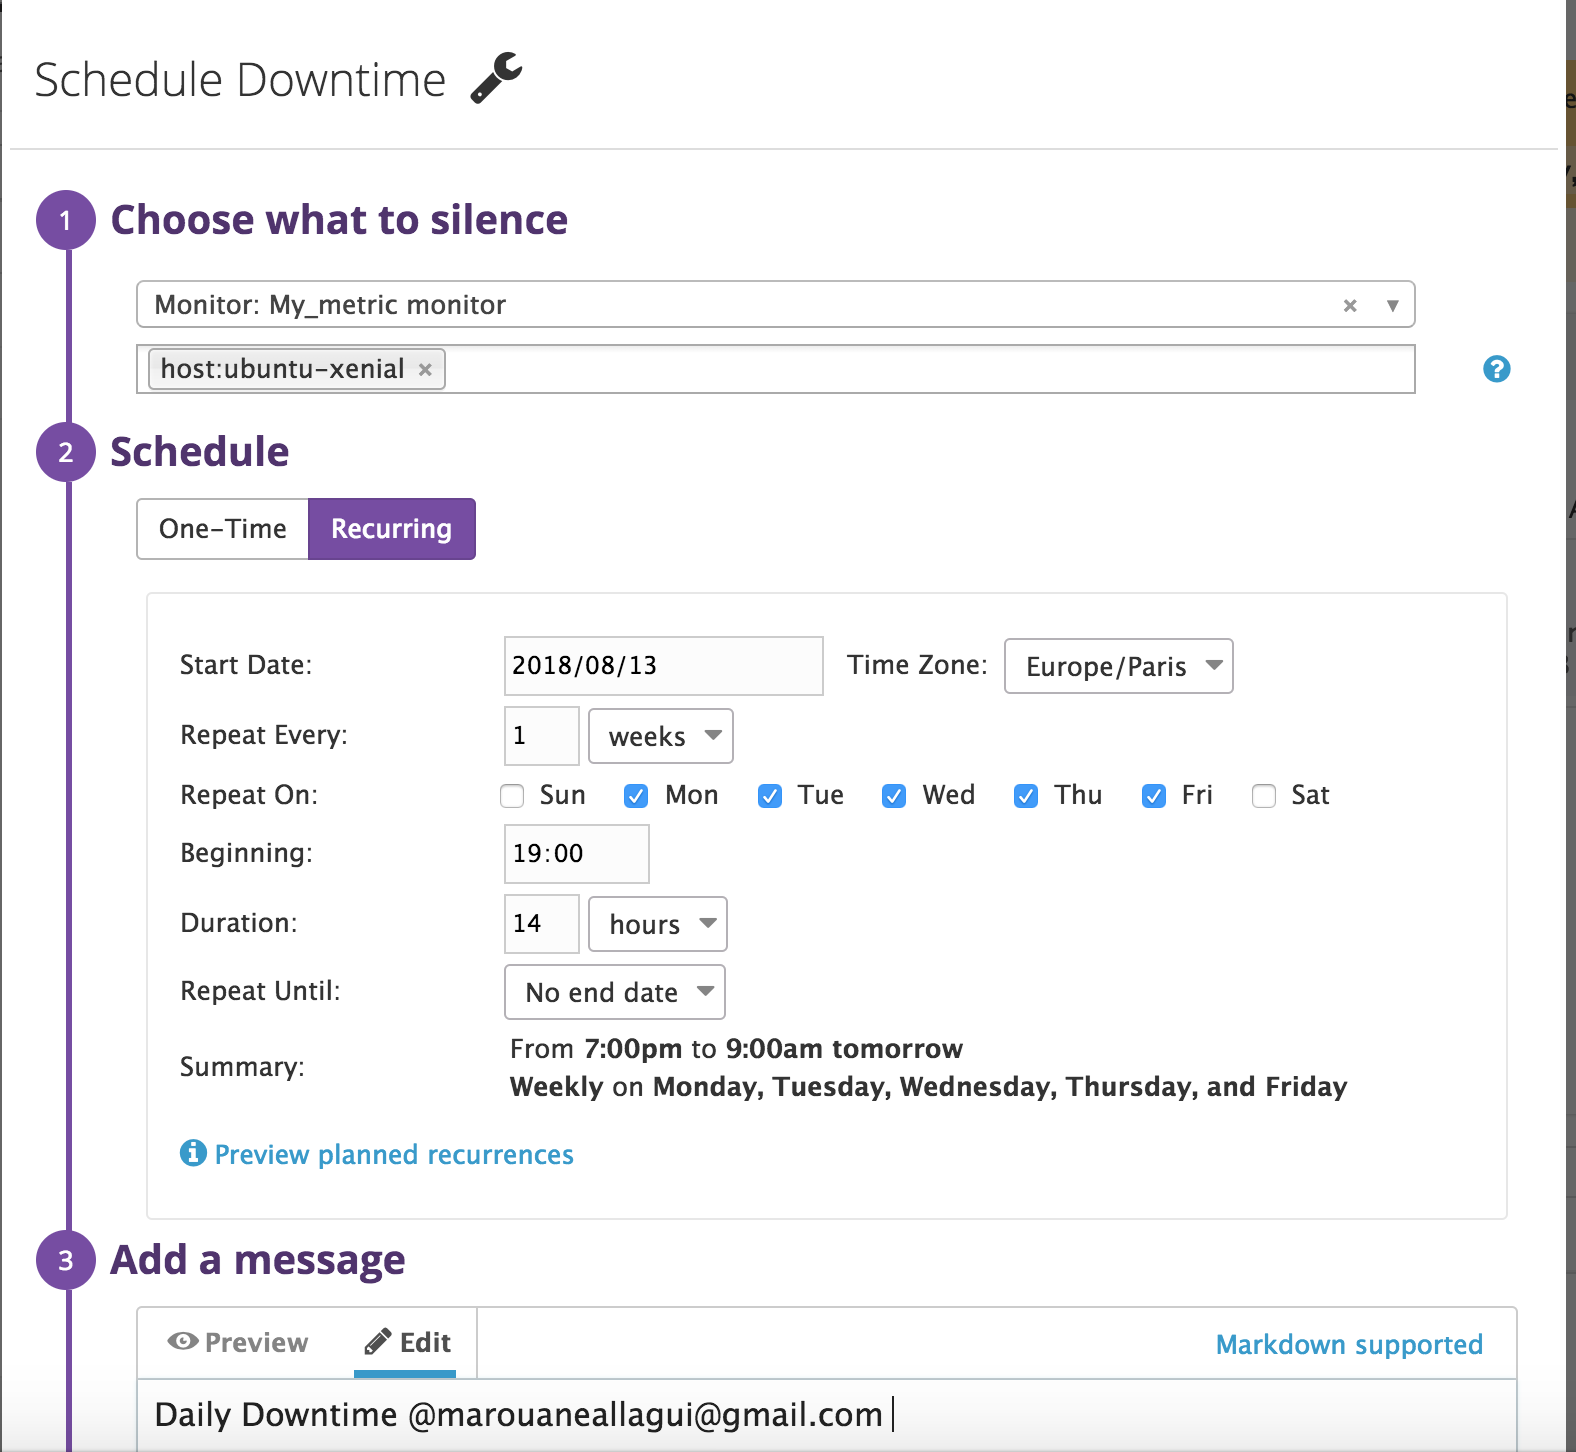 Schedule Downtime
1 Choose what to silence
Monitor: My_metric monitor × ▼
host:ubuntu-xenial ×
?
2 Schedule
One-Time Recurring
Start Date: 2018/08/13 Time Zone: Europe/Paris
Repeat Every: 1 weeks
Repeat On: Sun Mon Tue Wed Thu Fri Sat
Beginning: 19:00
Duration: 14 hours
Repeat Until: No end date
Summary: From 7:00pm to 9:00am tomorrow
Weekly on Monday, Tuesday, Wednesday, Thursday, and Friday
Preview planned recurrences
3 Add a message
Preview Edit Markdown supported
Daily Downtime @marouaneallagui@gmail.com